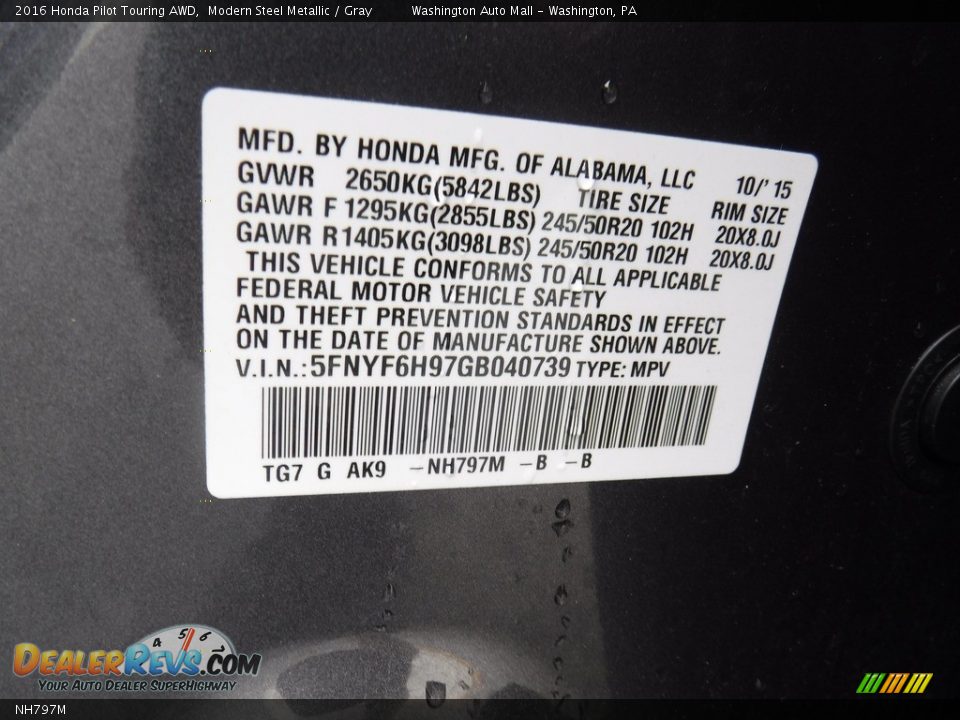 2016 Honda Pilot Touring AWD, Modern Steel Metallic / Gray Washington Auto Mall - Washington, PA
MFD. BY HONDA MFG. OF ALABAMA, LLC 10/' 15
GVWR 2650KG(5842LBS) TIRE SIZE RIM SIZE
GAWR F 1295KG(2855LBS) 245/50R20 102H 20X8.0J
GAWR R1405KG(3098LBS) 245/50R20 102H 20X8.0J
THIS VEHICLE CONFORMS TO ALL APPLICABLE
FEDERAL MOTOR VEHICLE SAFETY
AND THEFT PREVENTION STANDARDS IN EFFECT
ON THE DATE OF MANUFACTURE SHOWN ABOVE.
V.I.N.:5FNYF6H97GB040739 TYPE: MPV
TG7 G AK9 -NH797M -B -B
4 5 6
DEALERREVS.COM
YOUR AUTO DEALER SUPERHIGHWAY
NH797M